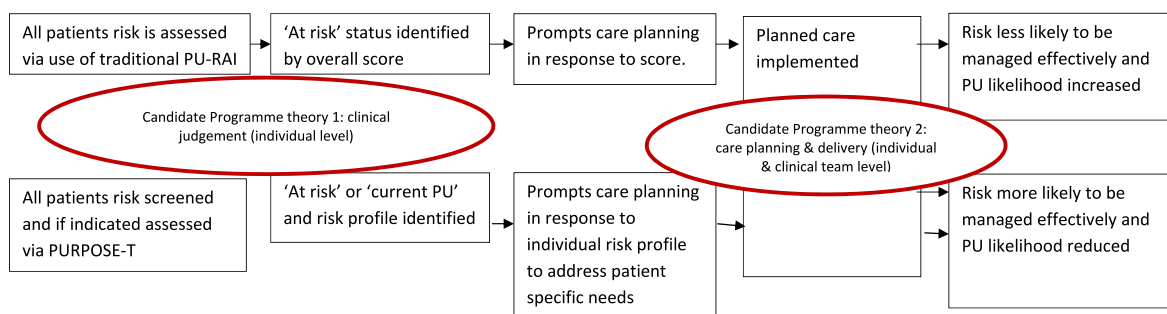 All patients risk is assessed
via use of traditional PU-RAI
‘At risk’ status identified
by overall score
Prompts care planning
in response to score.
Planned care
implemented
Risk less likely to be
managed effectively and
PU likelihood increased
Candidate Programme theory 1: clinical
judgement (individual level)
Candidate Programme theory 2:
care planning & delivery (individual
& clinical team level)
All patients risk screened
and if indicated assessed
via PURPOSE-T
‘At risk’ or ‘current PU’
and risk profile identified
Prompts care planning
in response to
individual risk profile
to address patient
specific needs
Risk more likely to be
managed effectively and
PU likelihood reduced